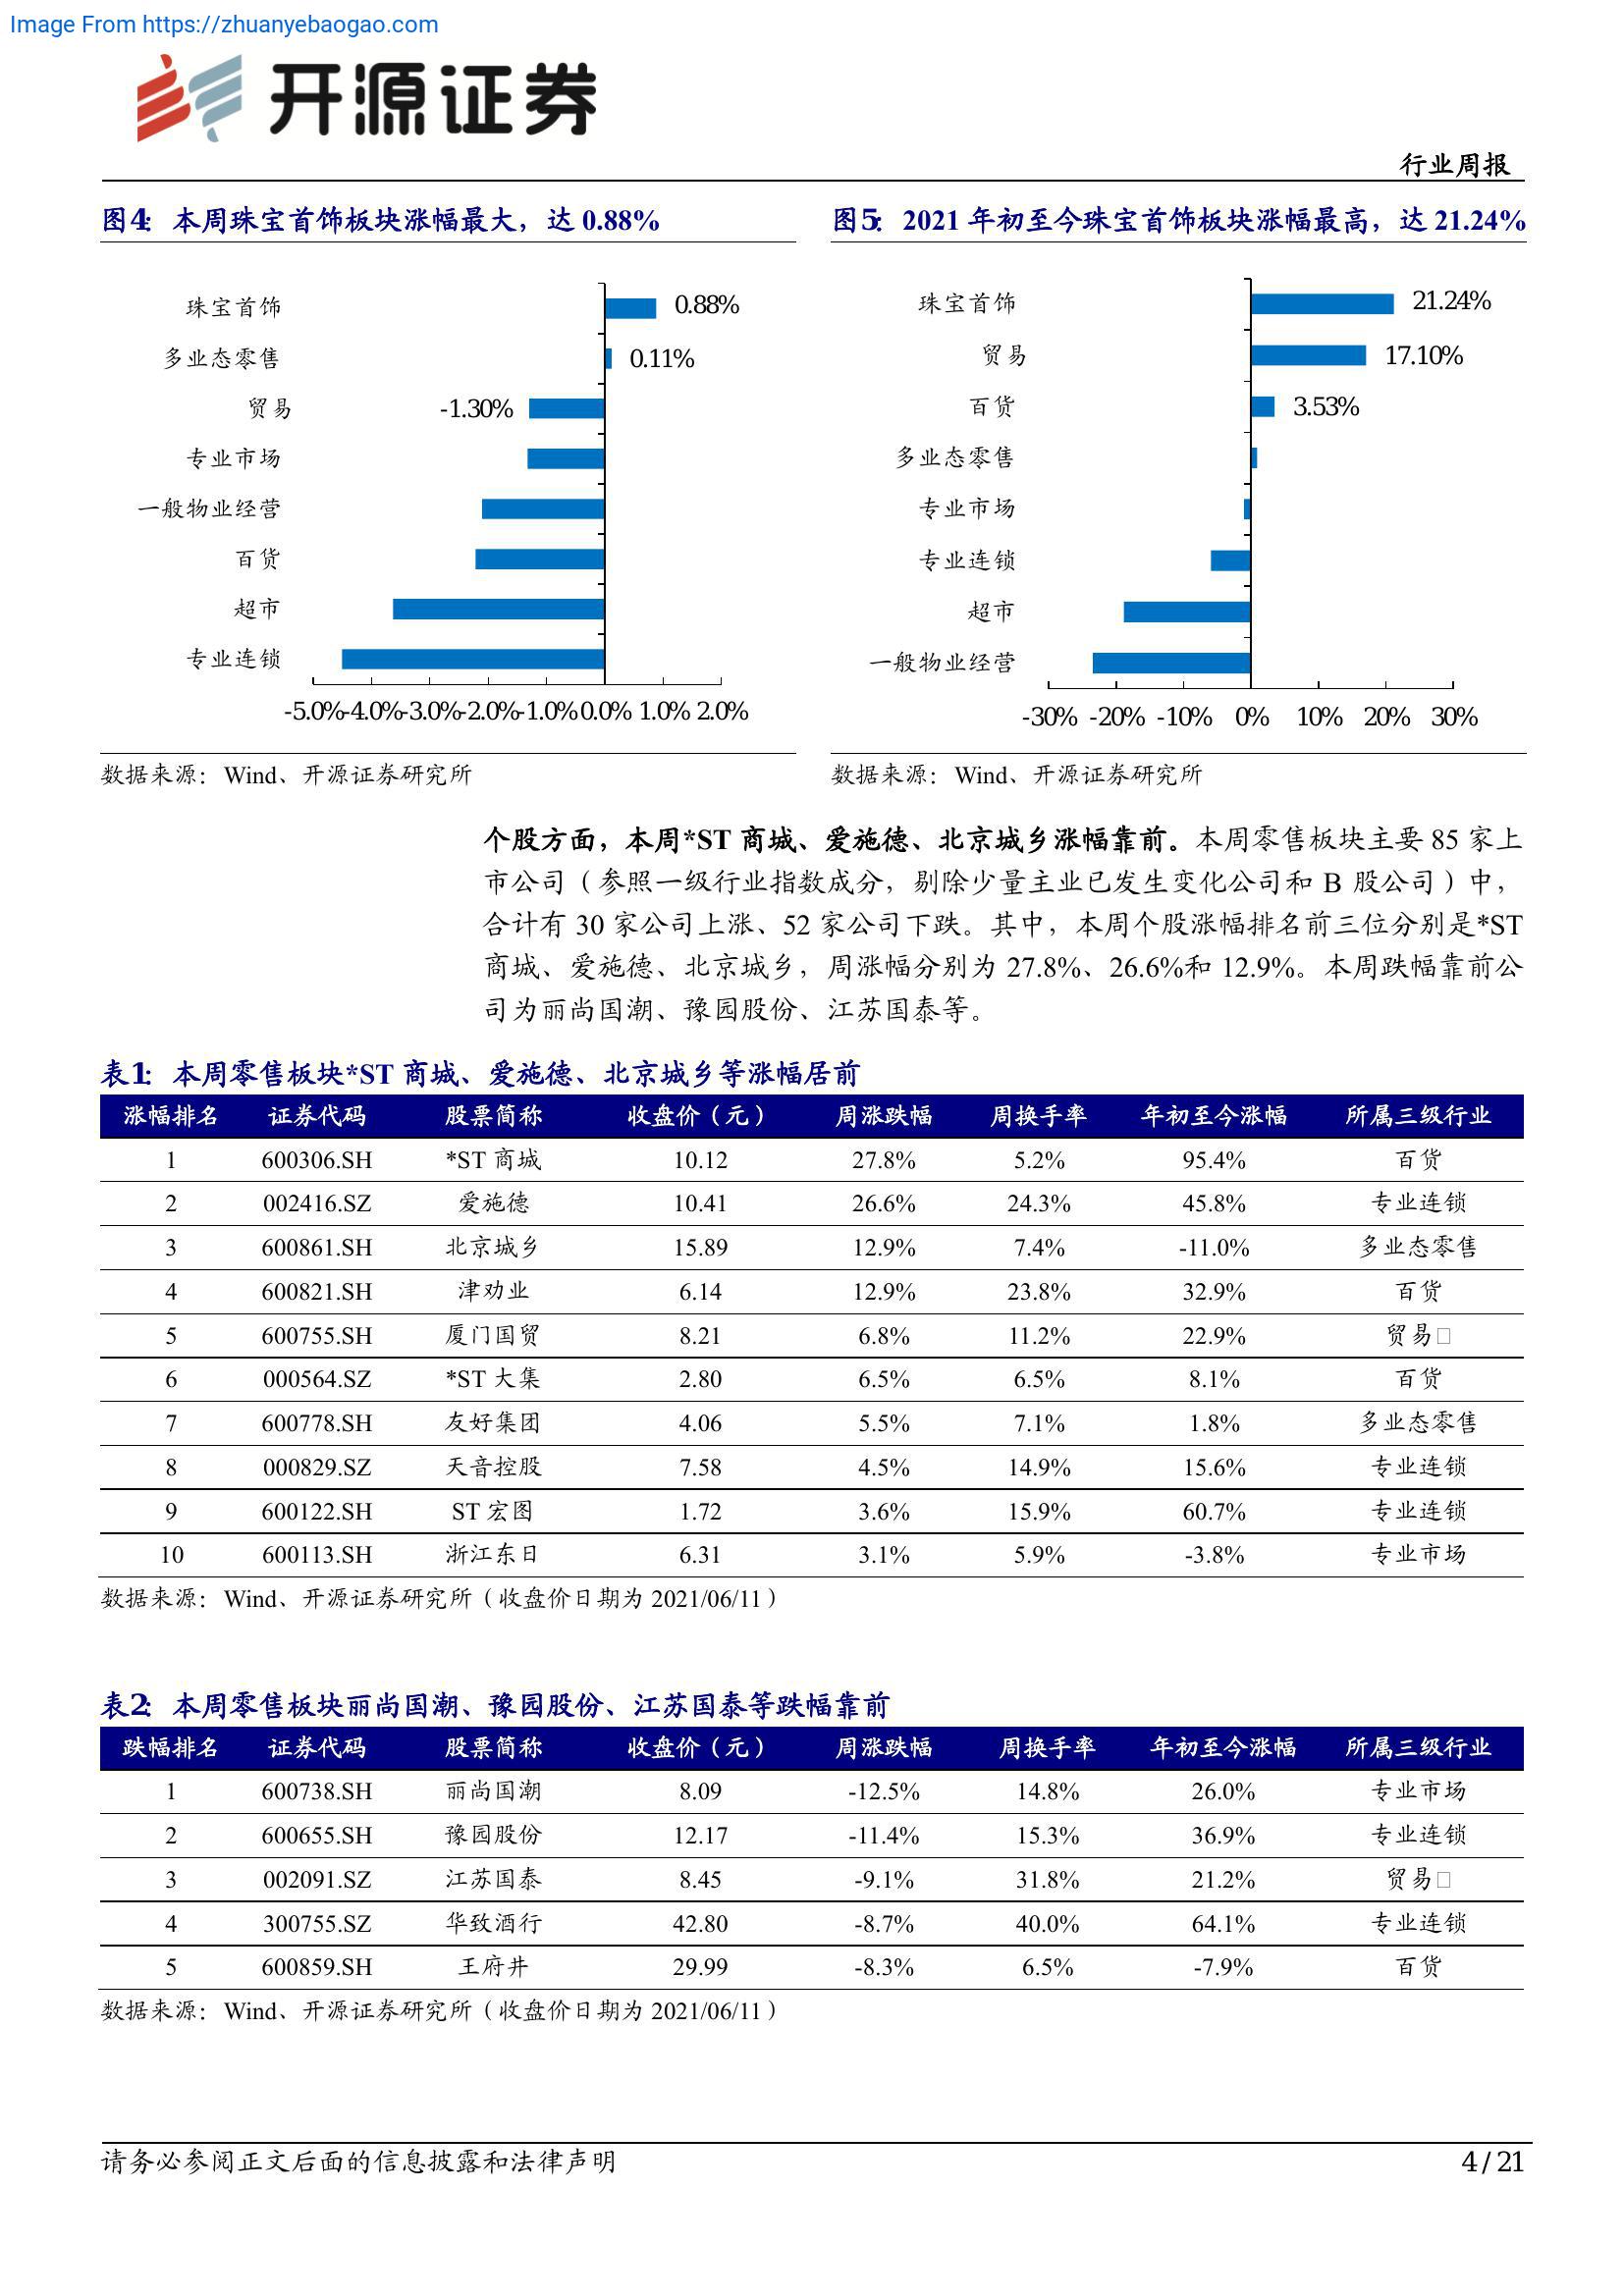 Image From https://zhuanyebaogao.com
开源证券
行业周报
图4： 本周珠宝首饰板块涨幅最大，达 0.88%
珠宝首饰 0.88%
多业态零售 0.11%
贸易 -1.30%
专业市场
一般物业经营
百货
超市
专业连锁
-5.0%-4.0%-3.0%-2.0%-1.0%0.0% 1.0% 2.0%
数据来源：Wind、开源证券研究所
图5： 2021 年初至今珠宝首饰板块涨幅最高，达 21.24%
珠宝首饰 21.24%
贸易 17.10%
百货 3.53%
多业态零售
专业市场
专业连锁
超市
一般物业经营
-30% -20% -10% 0% 10% 20% 30%
数据来源：Wind、开源证券研究所
个股方面，本周*ST 商城、爱施德、北京城乡涨幅靠前。本周零售板块主要 85 家上
市公司（参照一级行业指数成分，剔除少量主业已发生变化公司和 B 股公司）中，
合计有 30 家公司上涨、52 家公司下跌。其中，本周个股涨幅排名前三位分别是*ST
商城、爱施德、北京城乡，周涨幅分别为 27.8%、26.6%和 12.9%。本周跌幅靠前公
司为丽尚国潮、豫园股份、江苏国泰等。
表1： 本周零售板块*ST 商城、爱施德、北京城乡等涨幅居前
涨幅排名 证券代码 股票简称 收盘价（元） 周涨跌幅 周换手率 年初至今涨幅 所属三级行业
1 600306.SH *ST 商城 10.12 27.8% 5.2% 95.4% 百货
2 002416.SZ 爱施德 10.41 26.6% 24.3% 45.8% 专业连锁
3 600861.SH 北京城乡 15.89 12.9% 7.4% -11.0% 多业态零售
4 600821.SH 津劝业 6.14 12.9% 23.8% 32.9% 百货
5 600755.SH 厦门国贸 8.21 6.8% 11.2% 22.9% 贸易□
6 000564.SZ *ST 大集 2.80 6.5% 6.5% 8.1% 百货
7 600778.SH 友好集团 4.06 5.5% 7.1% 1.8% 多业态零售
8 000829.SZ 天音控股 7.58 4.5% 14.9% 15.6% 专业连锁
9 600122.SH ST 宏图 1.72 3.6% 15.9% 60.7% 专业连锁
10 600113.SH 浙江东日 6.31 3.1% 5.9% -3.8% 专业市场
数据来源：Wind、开源证券研究所（收盘价日期为 2021/06/11）
表2： 本周零售板块丽尚国潮、豫园股份、江苏国泰等跌幅靠前
跌幅排名 证券代码 股票简称 收盘价（元） 周涨跌幅 周换手率 年初至今涨幅 所属三级行业
1 600738.SH 丽尚国潮 8.09 -12.5% 14.8% 26.0% 专业市场
2 600655.SH 豫园股份 12.17 -11.4% 15.3% 36.9% 专业连锁
3 002091.SZ 江苏国泰 8.45 -9.1% 31.8% 21.2% 贸易□
4 300755.SZ 华致酒行 42.80 -8.7% 40.0% 64.1% 专业连锁
5 600859.SH 王府井 29.99 -8.3% 6.5% -7.9% 百货
数据来源：Wind、开源证券研究所（收盘价日期为 2021/06/11）
请务必参阅正文后面的信息披露和法律声明
4 / 21